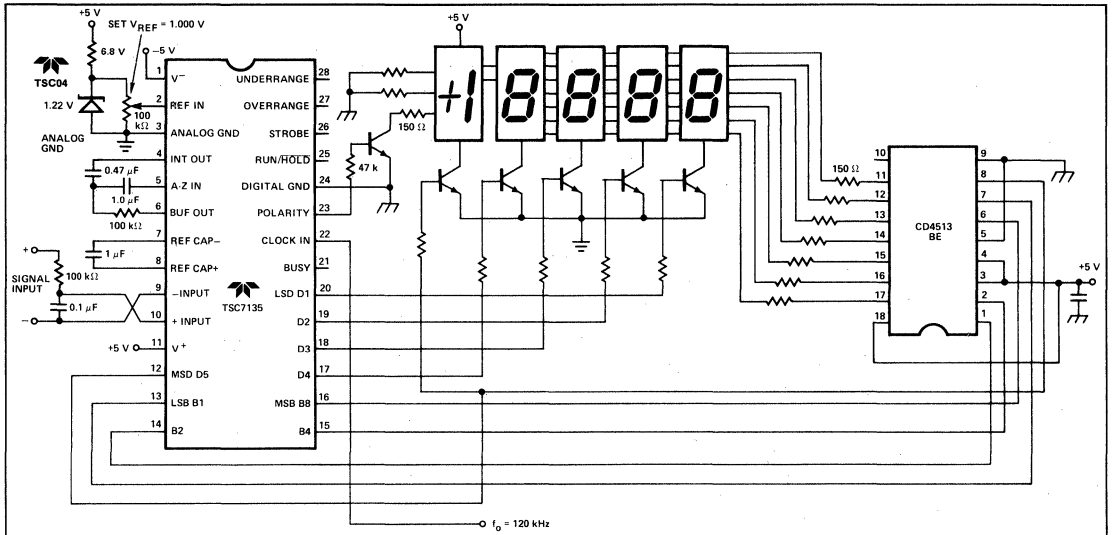 +5 V
SET VREF = 1.000 V
6.8 V
−5 V
TSC04
1.22 V
100 kΩ
ANALOG GND
1 V−
2 REF IN
3 ANALOG GND
4 INT OUT
5 A-Z IN
6 BUF OUT
7 REF CAP−
8 REF CAP+
9 −INPUT
10 + INPUT
11 V+
12 MSD D5
13 LSB B1
14 B2
0.47 µF
1.0 µF
100 kΩ
1 µF
+
SIGNAL INPUT
100 kΩ
0.1 µF
−
+5 V
TSC7135
UNDERRANGE 28
OVERRANGE 27
STROBE 26
RUN/HOLD 25
DIGITAL GND 24
POLARITY 23
CLOCK IN 22
BUSY 21
LSD D1 20
D2 19
D3 18
D4 17
MSB B8 16
B4 15
+5 V
+1 8 8 8 8
150 Ω
47 k
150 Ω
fo = 120 kHz
CD4513 BE
10
11
12
13
14
15
16
17
18
9
8
7
6
5
4
3
2
1
+5 V